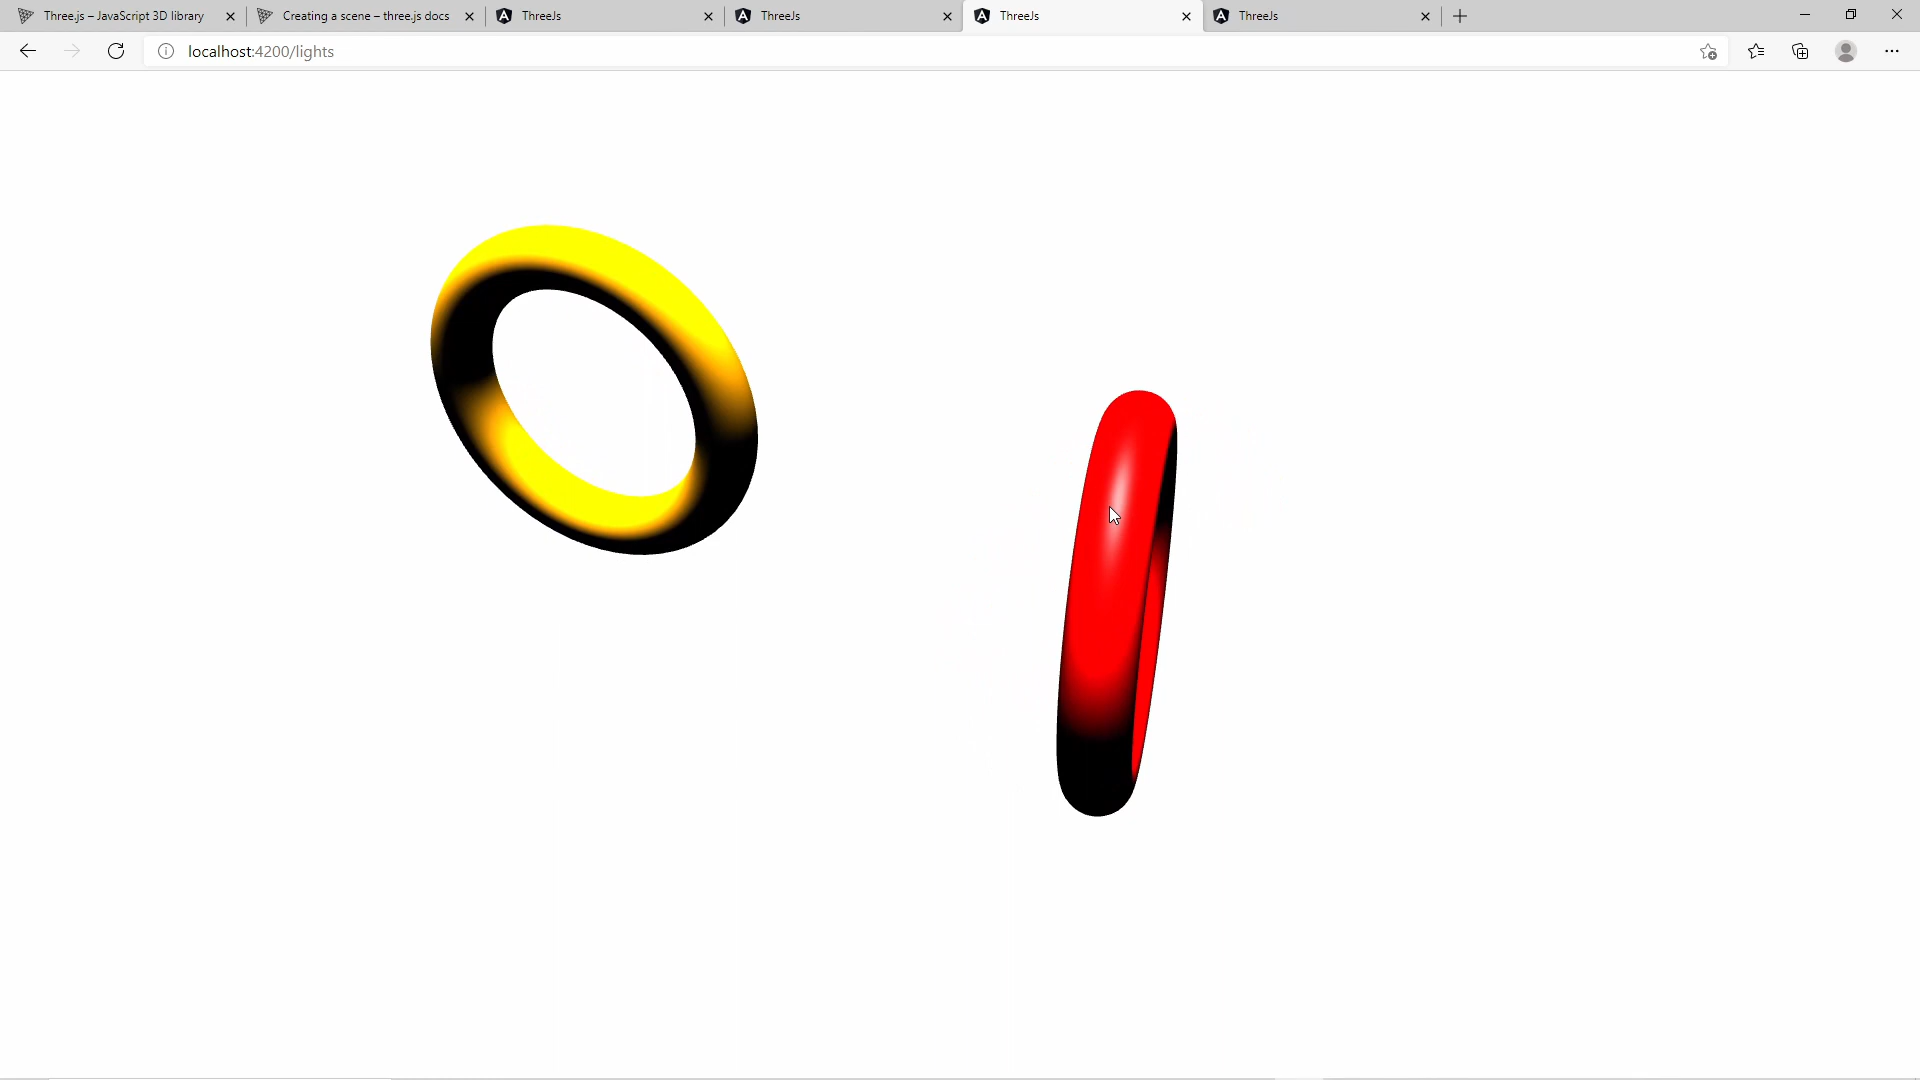 Three.js – JavaScript 3D library
Creating a scene – three.js docs
ThreeJs
ThreeJs
ThreeJs
ThreeJs
localhost:4200/lights